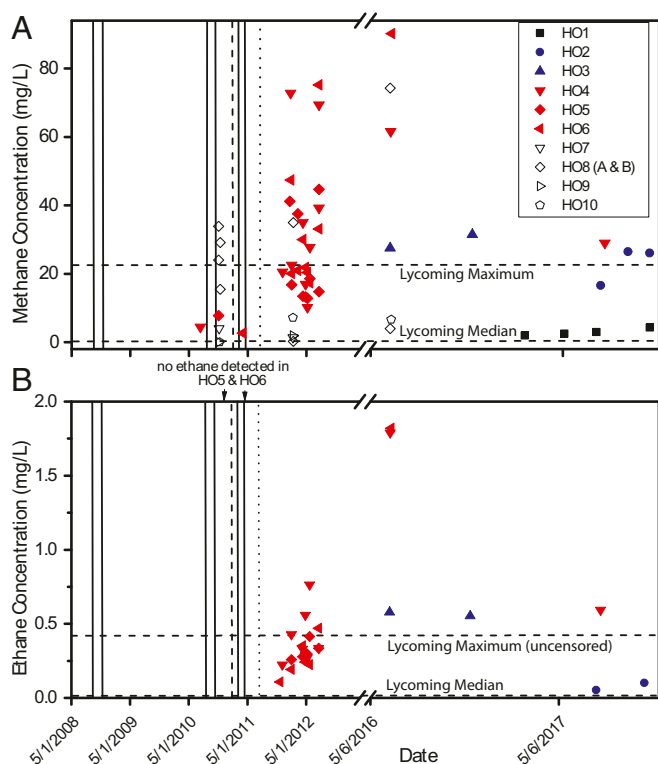 A
Methane Concentration (mg/L)
80
60
40
20
0
HO1
HO2
HO3
HO4
HO5
HO6
HO7
HO8 (A & B)
HO9
HO10
Lycoming Maximum
Lycoming Median
no ethane detected in
HO5 & HO6
B
Ethane Concentration (mg/L)
2.0
1.5
1.0
0.5
0.0
Lycoming Maximum (uncensored)
Lycoming Median
5/1/2008
5/1/2009
5/1/2010
5/1/2011
5/1/2012
5/6/2016
5/6/2017
Date